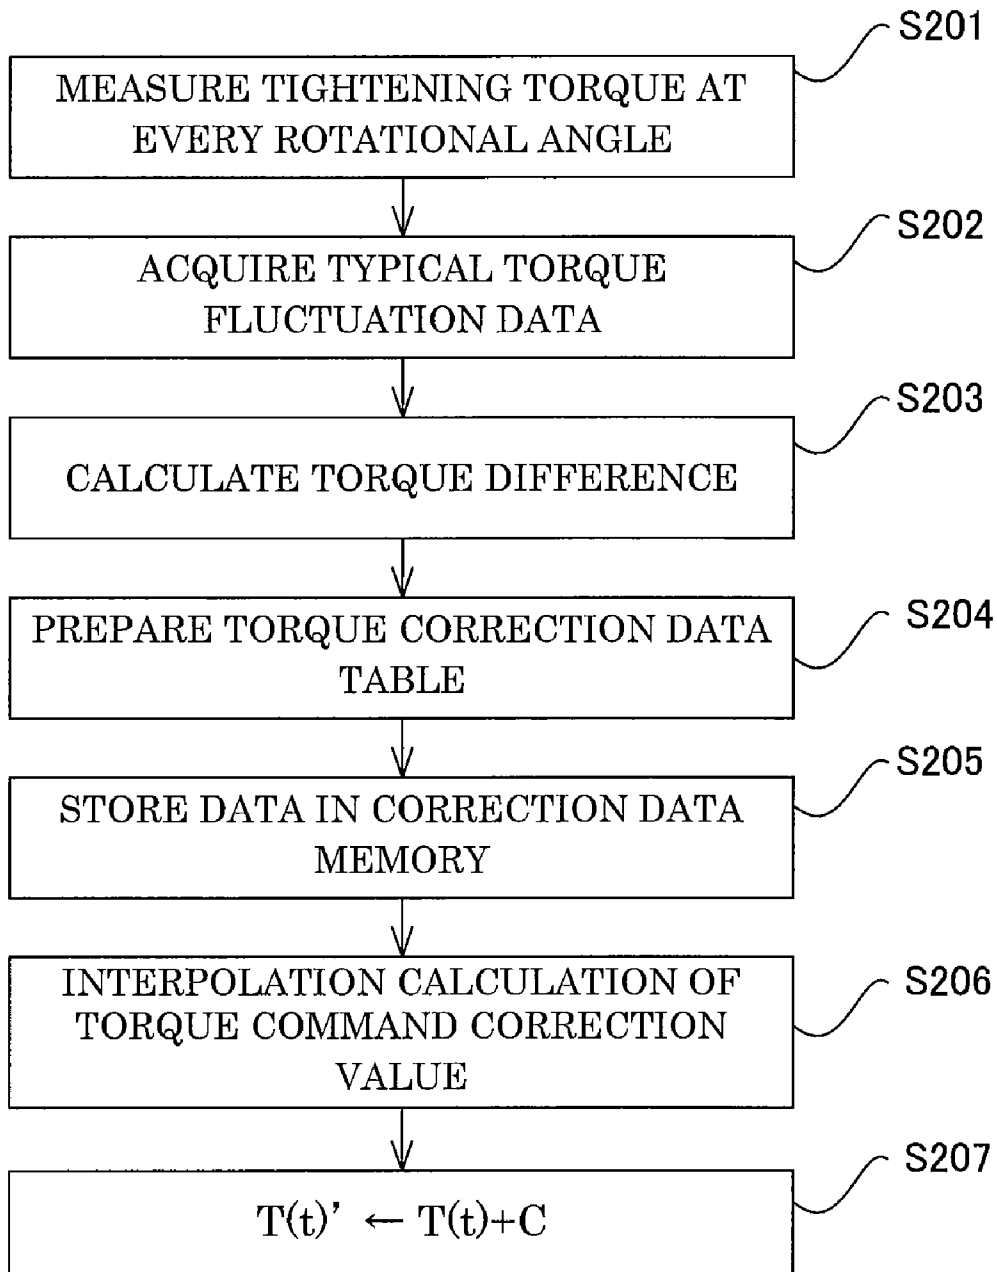 S201
MEASURE TIGHTENING TORQUE AT
EVERY ROTATIONAL ANGLE
S202
ACQUIRE TYPICAL TORQUE
FLUCTUATION DATA
S203
CALCULATE TORQUE DIFFERENCE
S204
PREPARE TORQUE CORRECTION DATA
TABLE
S205
STORE DATA IN CORRECTION DATA
MEMORY
S206
INTERPOLATION CALCULATION OF
TORQUE COMMAND CORRECTION
VALUE
S207
T(t)' ← T(t)+C